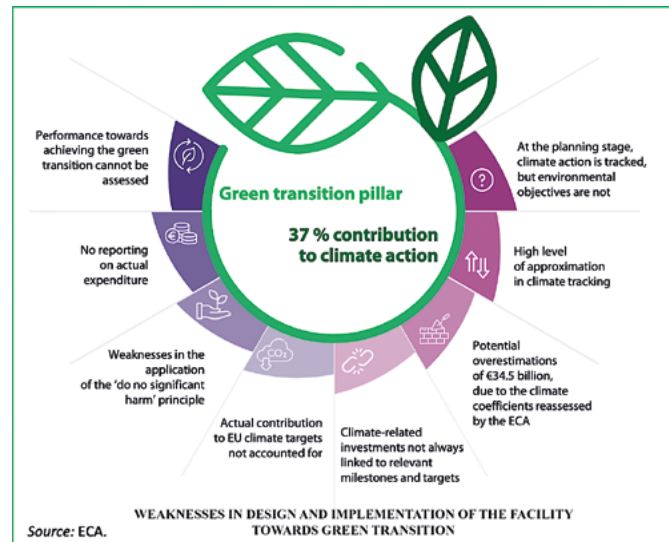 Green transition pillar
37 % contribution
to climate action
At the planning stage,
climate action is tracked,
but environmental
objectives are not
High level
of approximation
in climate tracking
Potential
overestimations
of €34.5 billion,
due to the climate
coefficients reassessed
by the ECA
Climate-related
investments not always
linked to relevant
milestones and targets
Actual contribution
to EU climate targets
not accounted for
Weaknesses in the
application
of the ‘do no significant
harm’ principle
No reporting
on actual
expenditure
Performance towards
achieving the green
transition cannot be
assessed
?
€
CO₂
WEAKNESSES IN DESIGN AND IMPLEMENTATION OF THE FACILITY
TOWARDS GREEN TRANSITION
Source: ECA.